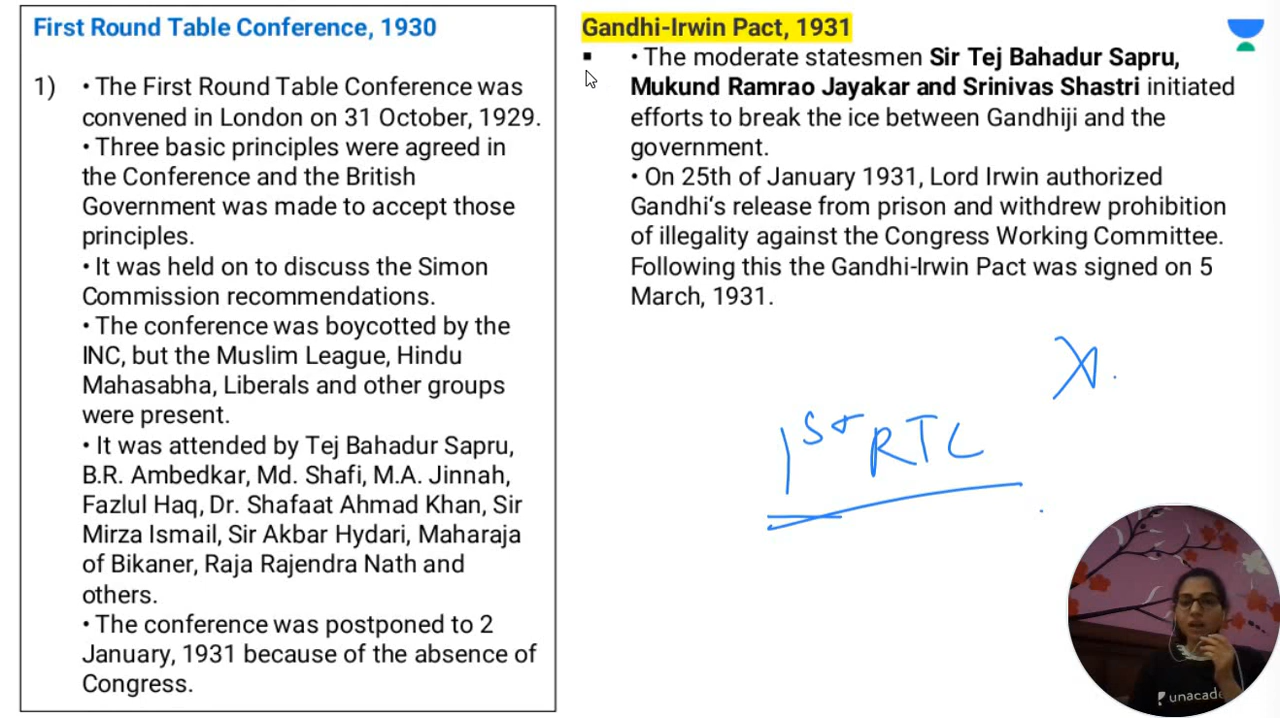 First Round Table Conference, 1930
1) • The First Round Table Conference was
convened in London on 31 October, 1929.
• Three basic principles were agreed in
the Conference and the British
Government was made to accept those
principles.
• It was held on to discuss the Simon
Commission recommendations.
• The conference was boycotted by the
INC, but the Muslim League, Hindu
Mahasabha, Liberals and other groups
were present.
• It was attended by Tej Bahadur Sapru,
B.R. Ambedkar, Md. Shafi, M.A. Jinnah,
Fazlul Haq, Dr. Shafaat Ahmad Khan, Sir
Mirza Ismail, Sir Akbar Hydari, Maharaja
of Bikaner, Raja Rajendra Nath and
others.
• The conference was postponed to 2
January, 1931 because of the absence of
Congress.
Gandhi-Irwin Pact, 1931
▪ • The moderate statesmen Sir Tej Bahadur Sapru,
Mukund Ramrao Jayakar and Srinivas Shastri initiated
efforts to break the ice between Gandhiji and the
government.
• On 25th of January 1931, Lord Irwin authorized
Gandhi‘s release from prison and withdrew prohibition
of illegality against the Congress Working Committee.
Following this the Gandhi-Irwin Pact was signed on 5
March, 1931.
1st RTC